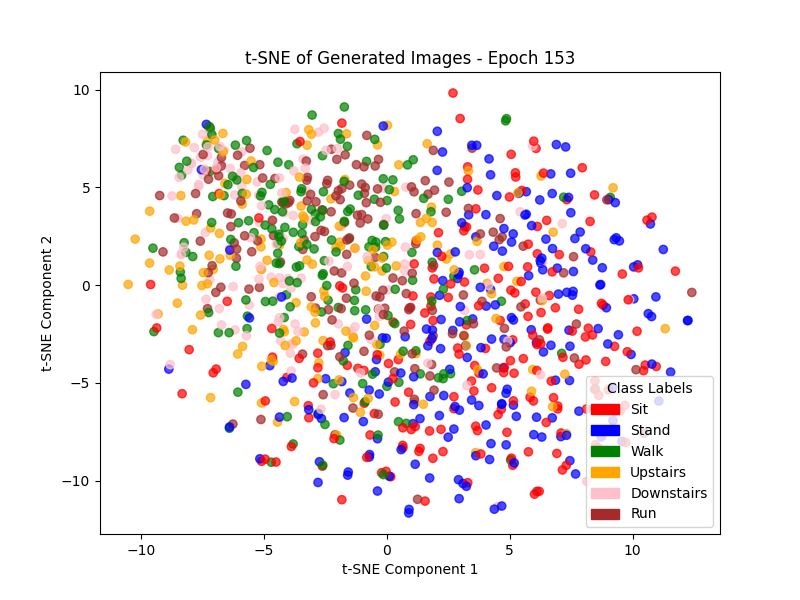 t-SNE of Generated Images - Epoch 153
10
5
0
−5
−10
t-SNE Component 2
−10
−5
0
5
10
t-SNE Component 1
Class Labels
Sit
Stand
Walk
Upstairs
Downstairs
Run